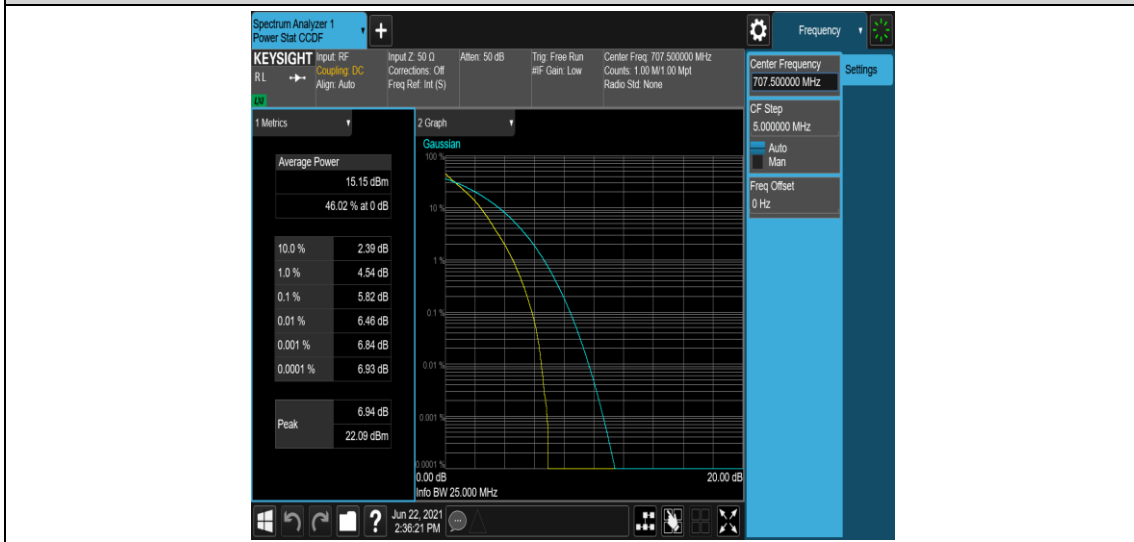 Spectrum Analyzer 1
Power Stat CCDF
Frequency
KEYSIGHT
RL
LXI
Input: RF
Coupling: DC
Align: Auto
Input Z: 50 Ω
Corrections: Off
Freq Ref: Int (S)
Atten: 50 dB
Trig: Free Run
#IF Gain: Low
Center Freq: 707.500000 MHz
Counts: 1.00 M/1.00 Mpt
Radio Std: None
Center Frequency
707.500000 MHz
Settings
CF Step
5.000000 MHz
Auto
Man
Freq Offset
0 Hz
1 Metrics
Average Power
15.15 dBm
46.02 % at 0 dB
10.0 % 2.39 dB
1.0 % 4.54 dB
0.1 % 5.82 dB
0.01 % 6.46 dB
0.001 % 6.84 dB
0.0001 % 6.93 dB
Peak
6.94 dB
22.09 dBm
2 Graph
Gaussian
100 %
10 %
1 %
0.1 %
0.01 %
0.001 %
0.0001 %
0.00 dB 20.00 dB
Info BW 25.000 MHz
?
Jun 22, 2021
2:36:21 PM